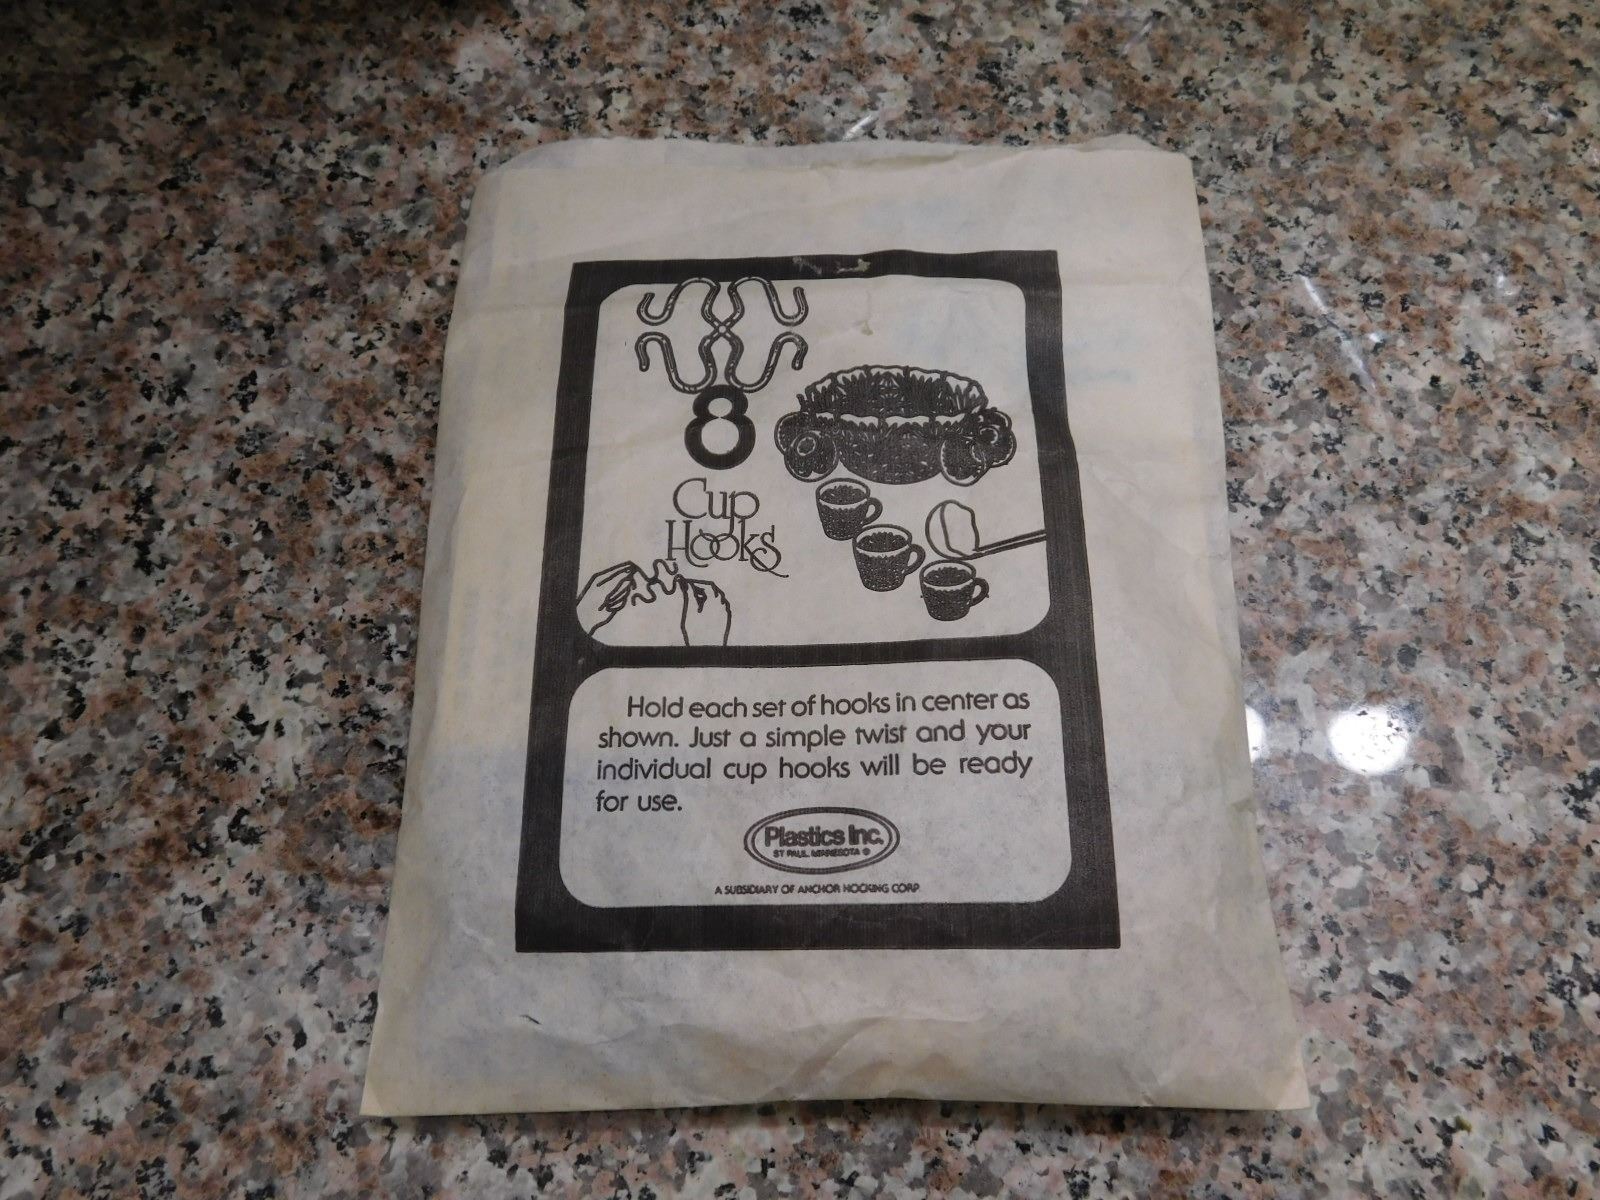 8
Cup
Hooks
Hold each set of hooks in center as
shown. Just a simple twist and your
individual cup hooks will be ready
for use.
Plastics Inc.
ST PAUL, MINNESOTA ®
A SUBSIDIARY OF ANCHOR HOCKING CORP.